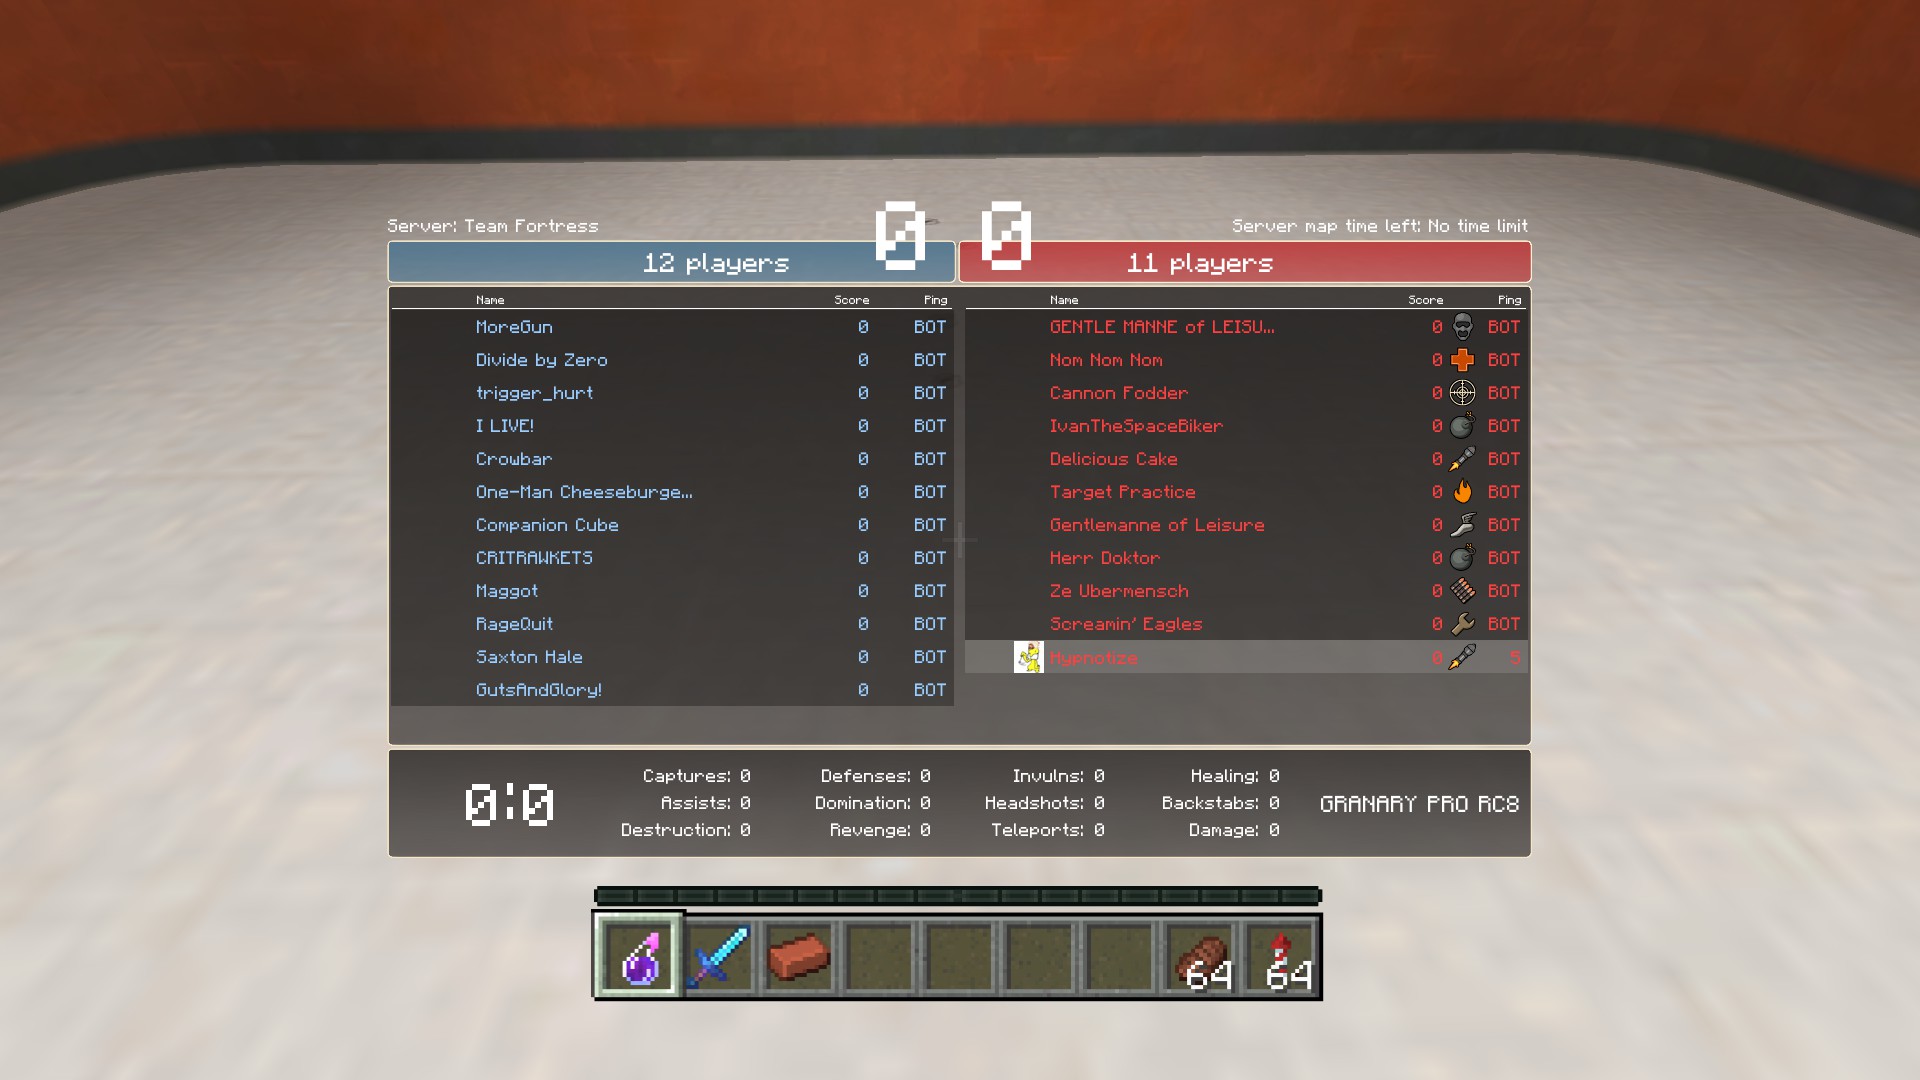 Server: Team Fortress
0 0
Server map time left: No time limit
12 players
11 players
Name Score Ping
MoreGun 0 BOT
Divide by Zero 0 BOT
trigger_hurt 0 BOT
I LIVE! 0 BOT
Crowbar 0 BOT
One-Man Cheeseburge... 0 BOT
Companion Cube 0 BOT
CRITRAWKETS 0 BOT
Maggot 0 BOT
RageQuit 0 BOT
Saxton Hale 0 BOT
GutsAndGlory! 0 BOT
Name Score Ping
GENTLE MANNE of LEISU... 0 BOT
Nom Nom Nom 0 BOT
Cannon Fodder 0 BOT
IvanTheSpaceBiker 0 BOT
Delicious Cake 0 BOT
Target Practice 0 BOT
Gentlemanne of Leisure 0 BOT
Herr Doktor 0 BOT
Ze Ubermensch 0 BOT
Screamin' Eagles 0 BOT
Hypnotize 0 5
0:0
Captures: 0 Defenses: 0 Invulns: 0 Healing: 0
Assists: 0 Domination: 0 Headshots: 0 Backstabs: 0
Destruction: 0 Revenge: 0 Teleports: 0 Damage: 0
GRANARY PRO RC8
64 64